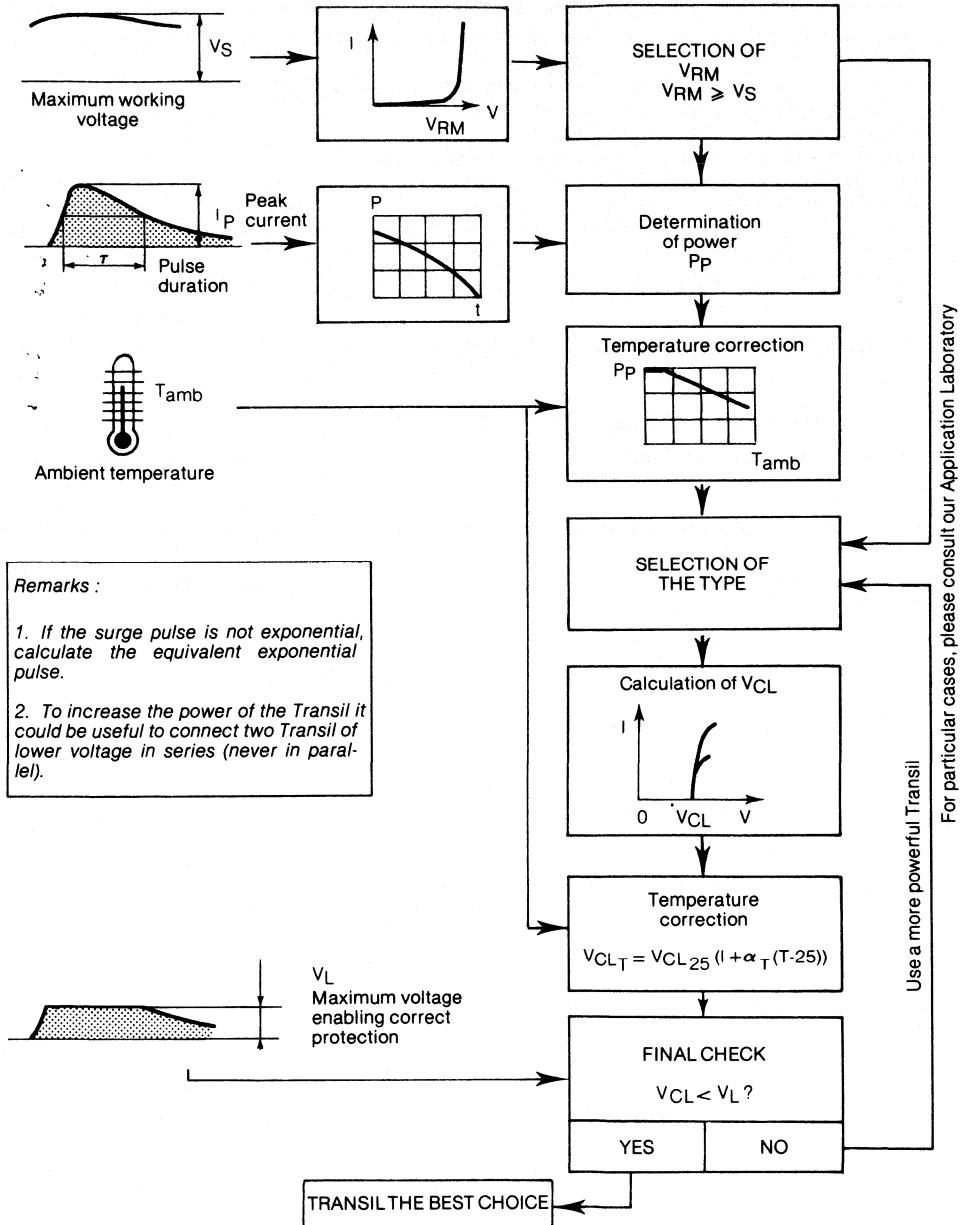 VS
Maximum working
voltage
I
V
VRM
SELECTION OF
VRM
VRM ⩾ VS
IP
τ
Pulse
duration
Peak
current
P
t
Determination
of power
PP
Tamb
Ambient temperature
Temperature correction
PP
Tamb
SELECTION OF
THE TYPE
Remarks :
1. If the surge pulse is not exponential,
calculate the equivalent exponential
pulse.
2. To increase the power of the Transil it
could be useful to connect two Transil of
lower voltage in series (never in paral-
lel).
Calculation of VCL
I
0 VCL V
Temperature
correction
VCLT = VCL25 (I + αT (T-25))
VL
Maximum voltage
enabling correct
protection
FINAL CHECK
VCL < VL ?
YES NO
TRANSIL THE BEST CHOICE
Use a more powerful Transil
For particular cases, please consult our Application Laboratory